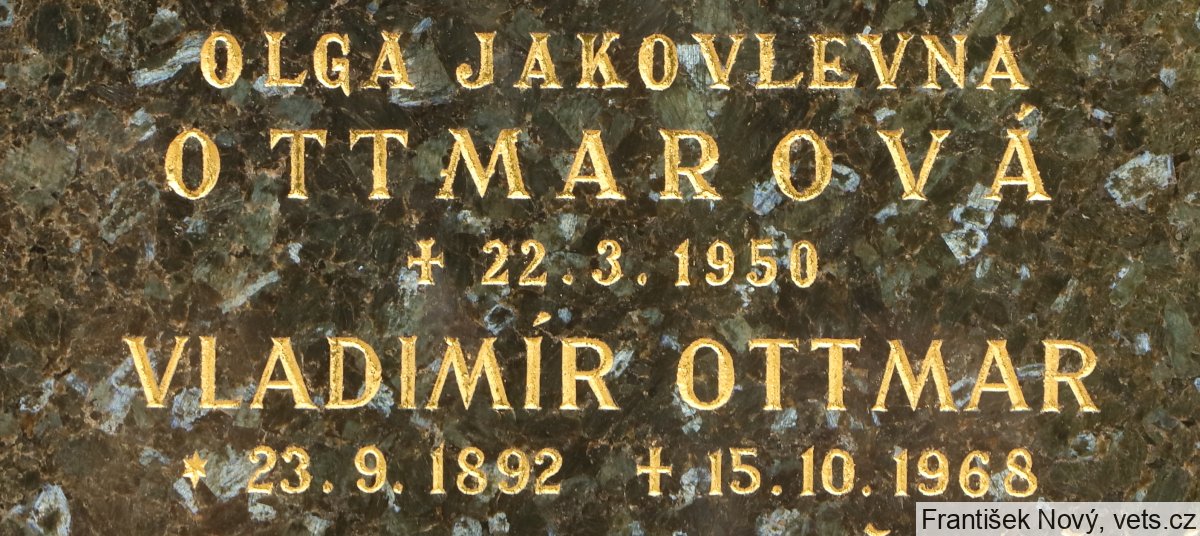 OLGA JAKOVLEVNA
OTTMAROVÁ
✝ 22.3.1950
VLADIMÍR OTTMAR
* 23.9.1892 ✝ 15.10.1968
František Nový, vets.cz